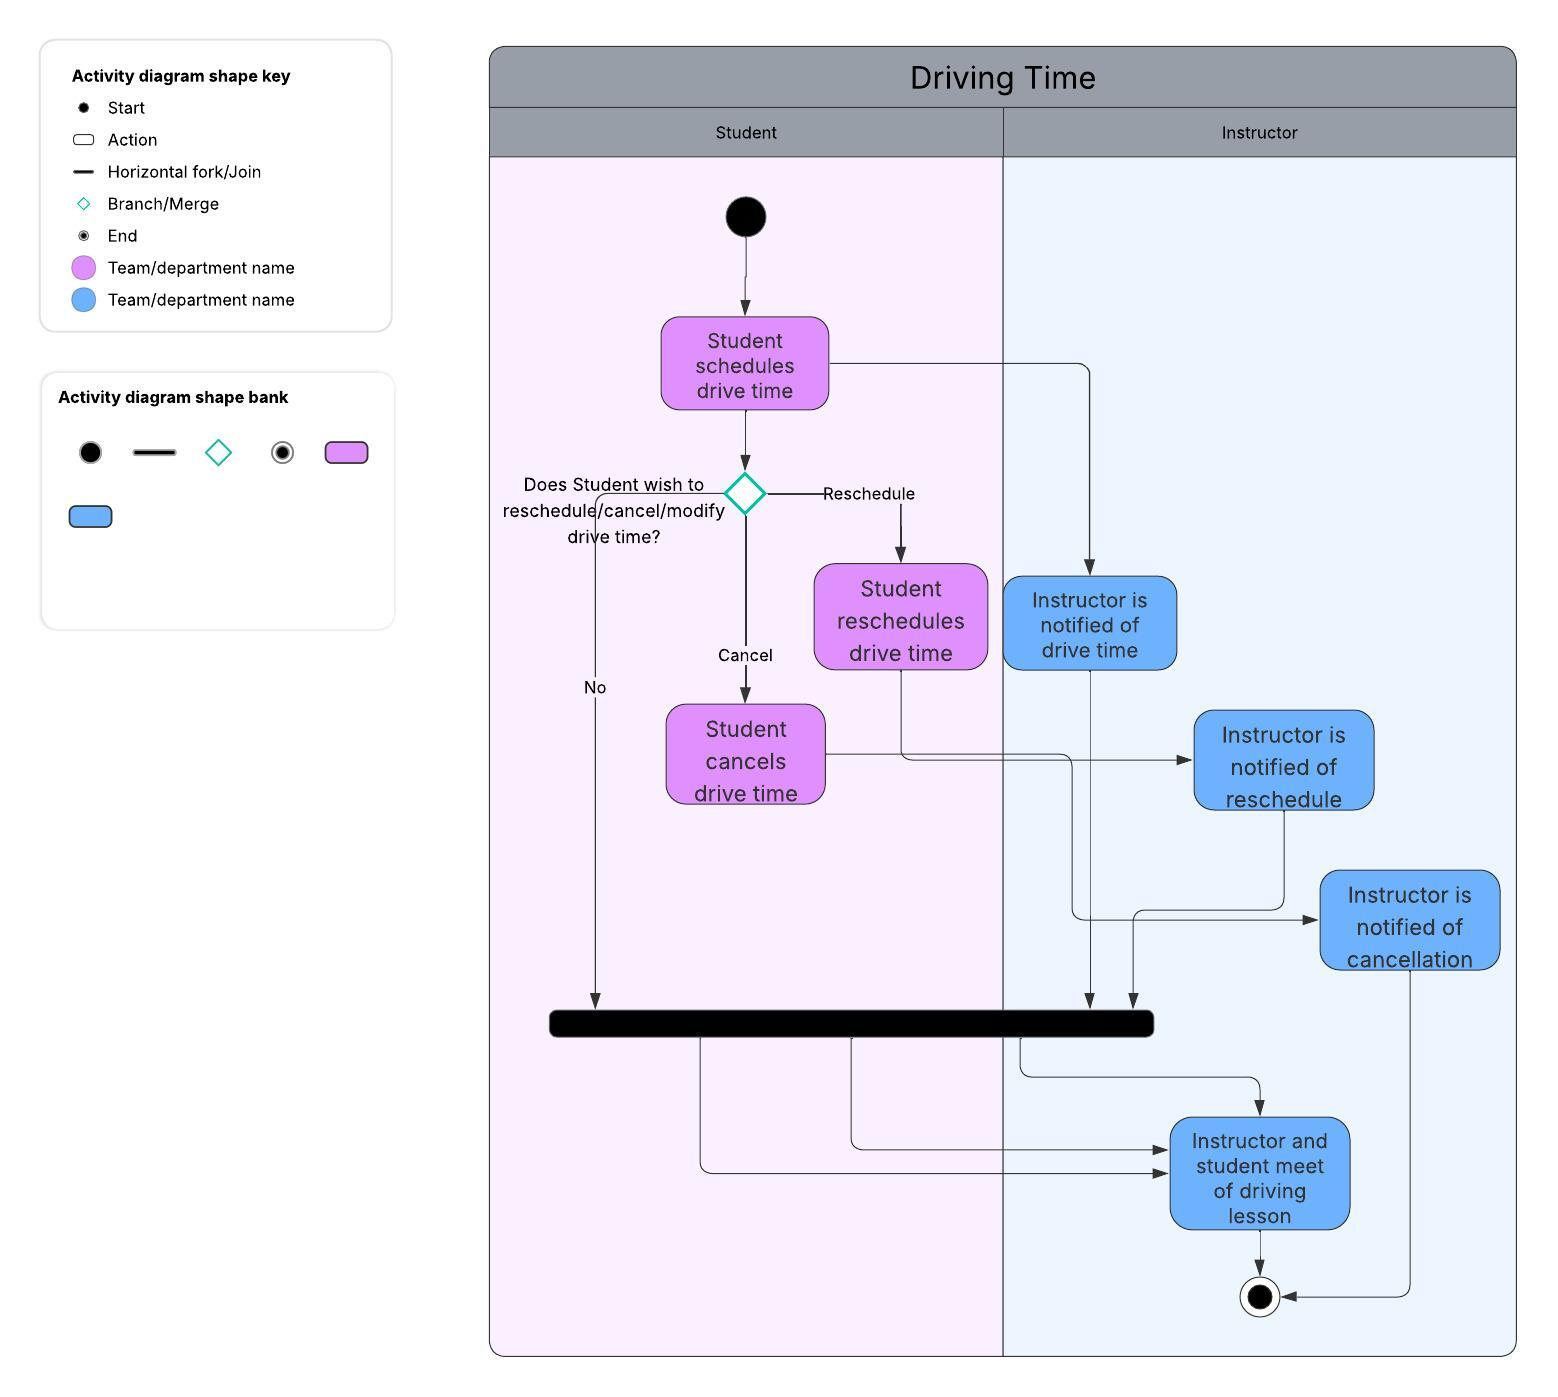 Activity diagram shape key
Start
Action
Horizontal fork/Join
Branch/Merge
End
Team/department name
Team/department name
Activity diagram shape bank
Driving Time
Student
Instructor
Student
schedules
drive time
Does Student wish to
reschedule/cancel/modify
drive time?
Reschedule
Student
reschedules
drive time
Instructor is
notified of
drive time
Cancel
No
Student
cancels
drive time
Instructor is
notified of
reschedule
Instructor is
notified of
cancellation
Instructor and
student meet
of driving
lesson